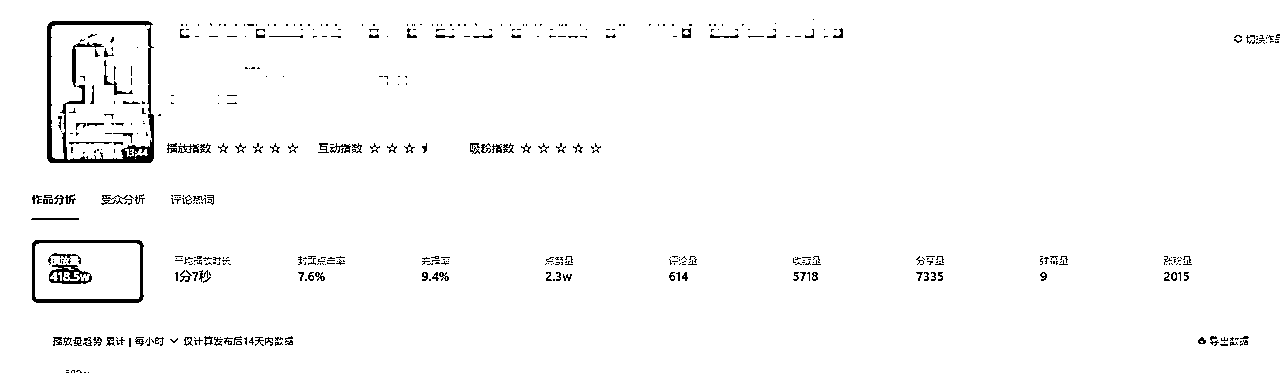 切换作品
13:44
播放指数 ☆ ☆ ☆ ☆ ☆ 互动指数 ☆ ☆ ☆ 吸粉指数 ☆ ☆ ☆ ☆ ☆
作品分析 受众分析 评论热词
播放量 平均播放时长 封面点击率 完播率 点赞量 评论量 收藏量 分享量 弹幕量 涨粉量
418.5w 1分7秒 7.6% 9.4% 2.3w 614 5718 7335 9 2015
播放量趋势 累计 | 每小时 仅计算发布后14天内数据 导出数据